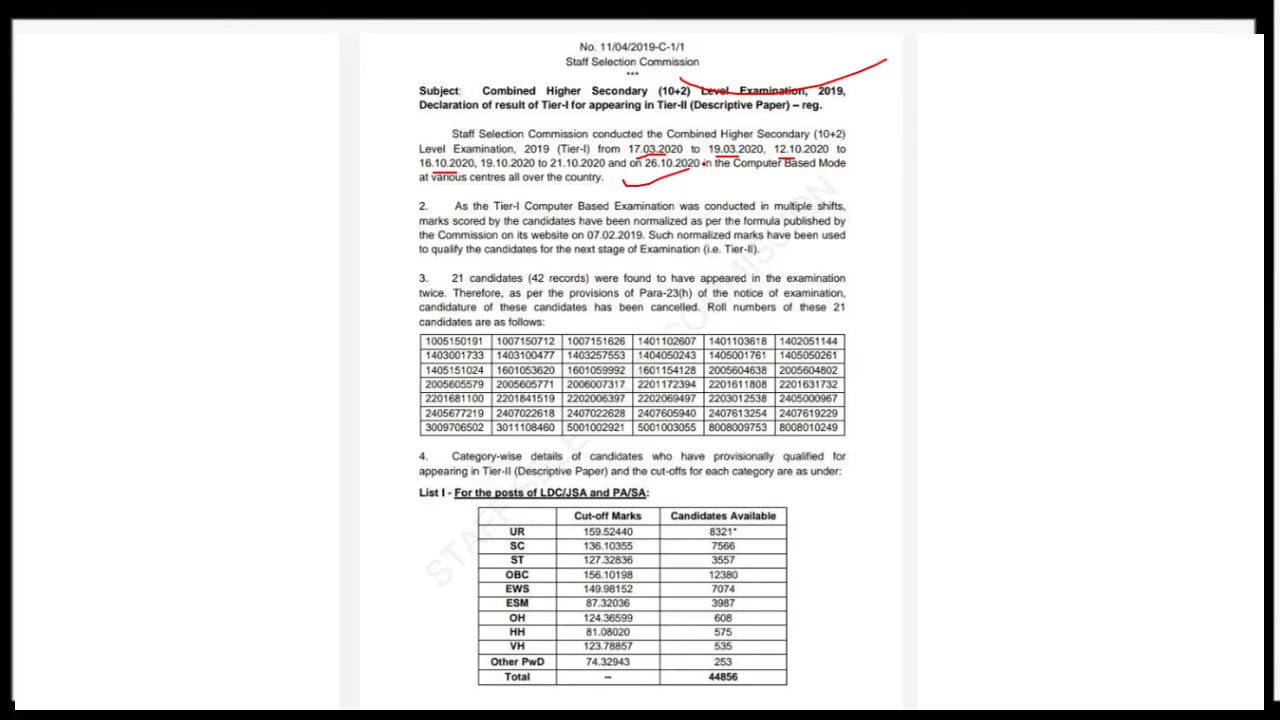 No. 11/04/2019-C-1/1
Staff Selection Commission
***
Subject: Combined Higher Secondary (10+2) Level Examination, 2019,
Declaration of result of Tier-I for appearing in Tier-II (Descriptive Paper) – reg.
Staff Selection Commission conducted the Combined Higher Secondary (10+2)
Level Examination, 2019 (Tier-I) from 17.03.2020 to 19.03.2020, 12.10.2020 to
16.10.2020, 19.10.2020 to 21.10.2020 and on 26.10.2020 in the Computer Based Mode
at various centres all over the country.
2. As the Tier-I Computer Based Examination was conducted in multiple shifts,
marks scored by the candidates have been normalized as per the formula published by
the Commission on its website on 07.02.2019. Such normalized marks have been used
to qualify the candidates for the next stage of Examination (i.e. Tier-II).
3. 21 candidates (42 records) were found to have appeared in the examination
twice. Therefore, as per the provisions of Para-23(h) of the notice of examination,
candidature of these candidates has been cancelled. Roll numbers of these 21
candidates are as follows:
1005150191 1007150712 1007151626 1401102607 1401103618 1402051144
1403001733 1403100477 1403257553 1404050243 1405001761 1405050261
1405151024 1601053620 1601059992 1601154128 2005604638 2005604802
2005605579 2005605771 2006007317 2201172394 2201611808 2201631732
2201681100 2201841519 2202006397 2202069497 2203012538 2405000967
2405677219 2407022618 2407022628 2407605940 2407613254 2407619229
3009706502 3011108460 5001002921 5001003055 8008009753 8008010249
4. Category-wise details of candidates who have provisionally qualified for
appearing in Tier-II (Descriptive Paper) and the cut-offs for each category are as under:
List I - For the posts of LDC/JSA and PA/SA:
Cut-off Marks Candidates Available
UR 159.52440 8321*
SC 136.10355 7566
ST 127.32836 3557
OBC 156.10198 12380
EWS 149.98152 7074
ESM 87.32036 3987
OH 124.36599 608
HH 81.08020 575
VH 123.78857 535
Other PwD 74.32943 253
Total -- 44856